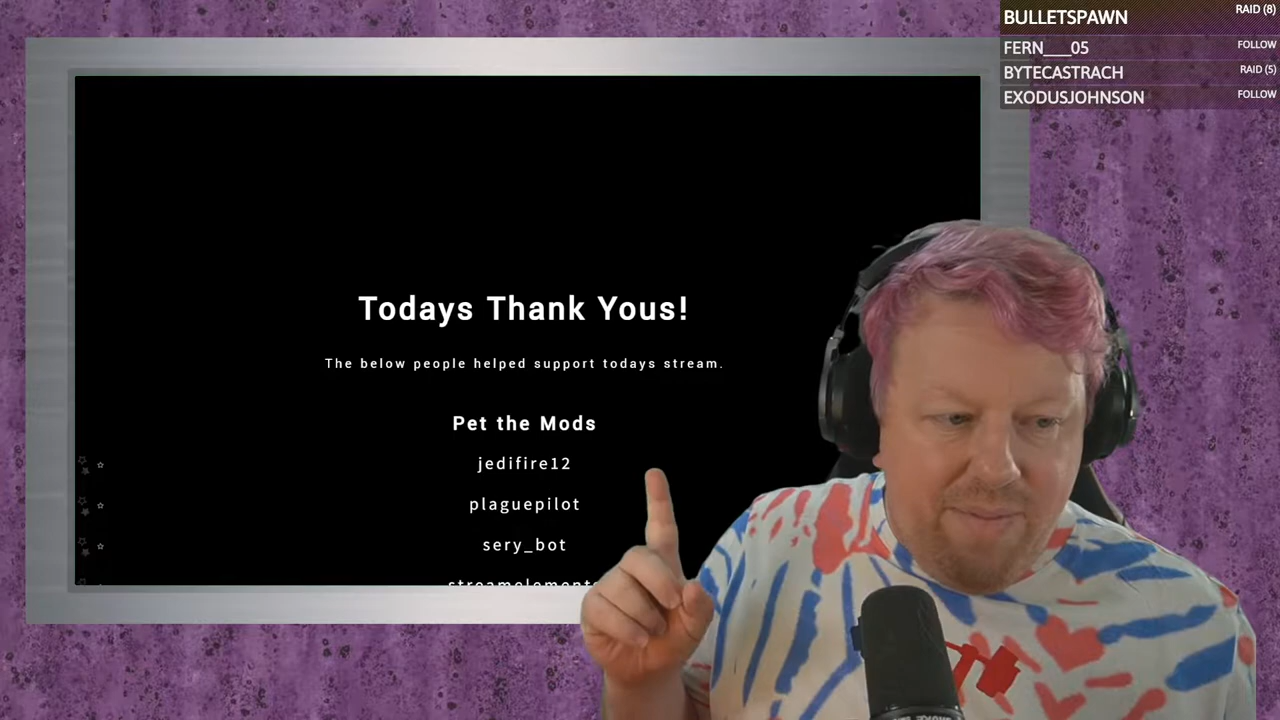 BULLETSPAWN RAID (8)
FERN___05 FOLLOW
BYTECASTRACH RAID (5)
EXODUSJOHNSON FOLLOW
Todays Thank Yous!
The below people helped support todays stream.
Pet the Mods
jedifire12
plaguepilot
sery_bot
streamelements